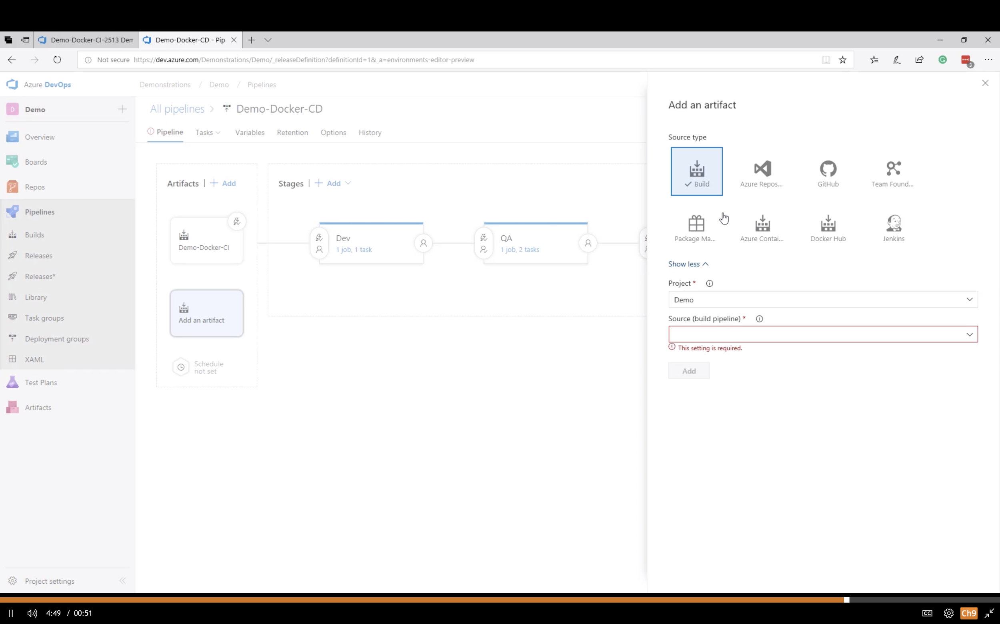 Demo-Docker-CI-2513 Dem
Demo-Docker-CD - Pip
Not secure https://dev.azure.com/Demonstrations/Demo/_releaseDefinition?definitionId=1&_a=environments-editor-preview
3
Azure DevOps
Demonstrations / Demo / Pipelines
D Demo
Overview
Boards
Repos
Pipelines
Builds
Releases
Releases*
Library
Task groups
Deployment groups
XAML
Test Plans
Artifacts
Project settings
All pipelines > Demo-Docker-CD
Pipeline Tasks Variables Retention Options History
Artifacts | + Add
Stages | + Add
Demo-Docker-CI
Dev
1 job, 1 task
QA
1 job, 2 tasks
Add an artifact
Schedule
not set
Add an artifact
Source type
Build Azure Repos... GitHub Team Found...
Package Ma... Azure Contai... Docker Hub Jenkins
Show less
Project *
Demo
Source (build pipeline) *
This setting is required.
Add
4:49 / 00:51
CC
Ch9